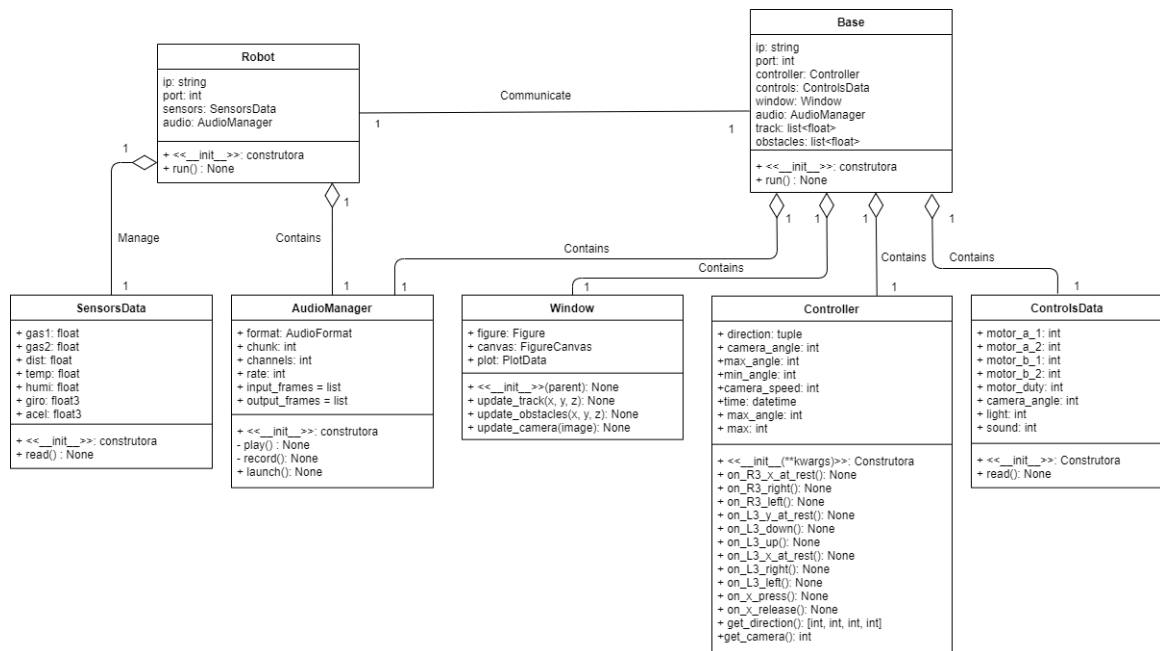 Base
ip: string
port: int
controller: Controller
controls: ControlsData
window: Window
audio: AudioManager
track: list<float>
obstacles: list<float>
+ <<__init__>>: construtora
+ run() : None
Robot
ip: string
port: int
sensors: SensorsData
audio: AudioManager
+ <<__init__>>: construtora
+ run() : None
Communicate
1
1
1
1
1
1
1
1
Manage
Contains
Contains
Contains
Contains
Contains
1
1
1
1
1
1
SensorsData
+ gas1: float
+ gas2: float
+ dist: float
+ temp: float
+ humi: float
+ giro: float3
+ acel: float3
+ <<__init__>>: construtora
+ read() : None
AudioManager
+ format: AudioFormat
+ chunk: int
+ channels: int
+ rate: int
+ input_frames = list
+ output_frames = list
+ <<__init__>>: construtora
- play() : None
- record(): None
+ launch(): None
Window
+ figure: Figure
+ canvas: FigureCanvas
+ plot: PlotData
+ <<__init__>>(parent): None
+ update_track(x, y, z): None
+ update_obstacles(x, y, z): None
+ update_camera(image): None
Controller
+ direction: tuple
+ camera_angle: int
+max_angle: int
+min_angle: int
+camera_speed: int
+time: datetime
+ max_angle: int
+ max: int
+ <<__init__(**kwargs)>>: Construtora
+ on_R3_x_at_rest(): None
+ on_R3_right(): None
+ on_R3_left(): None
+ on_L3_y_at_rest(): None
+ on_L3_down(): None
+ on_L3_up(): None
+ on_L3_x_at_rest(): None
+ on_L3_right(): None
+ on_L3_left(): None
+ on_x_press(): None
+ on_x_release(): None
+ get_direction(): [int, int, int, int]
+get_camera(): int
ControlsData
+ motor_a_1: int
+ motor_a_2: int
+ motor_b_1: int
+ motor_b_2: int
+ motor_duty: int
+ camera_angle: int
+ light: int
+ sound: int
+ <<__init__>>: Construtora
+ read(): None